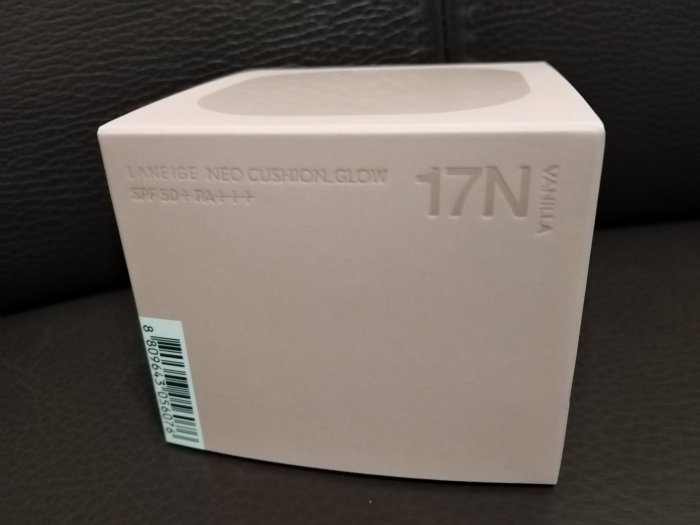 LANEIGE NEO CUSHION_GLOW
SPF 50+ PA+++
17N
VANILLA
8 809643 056076